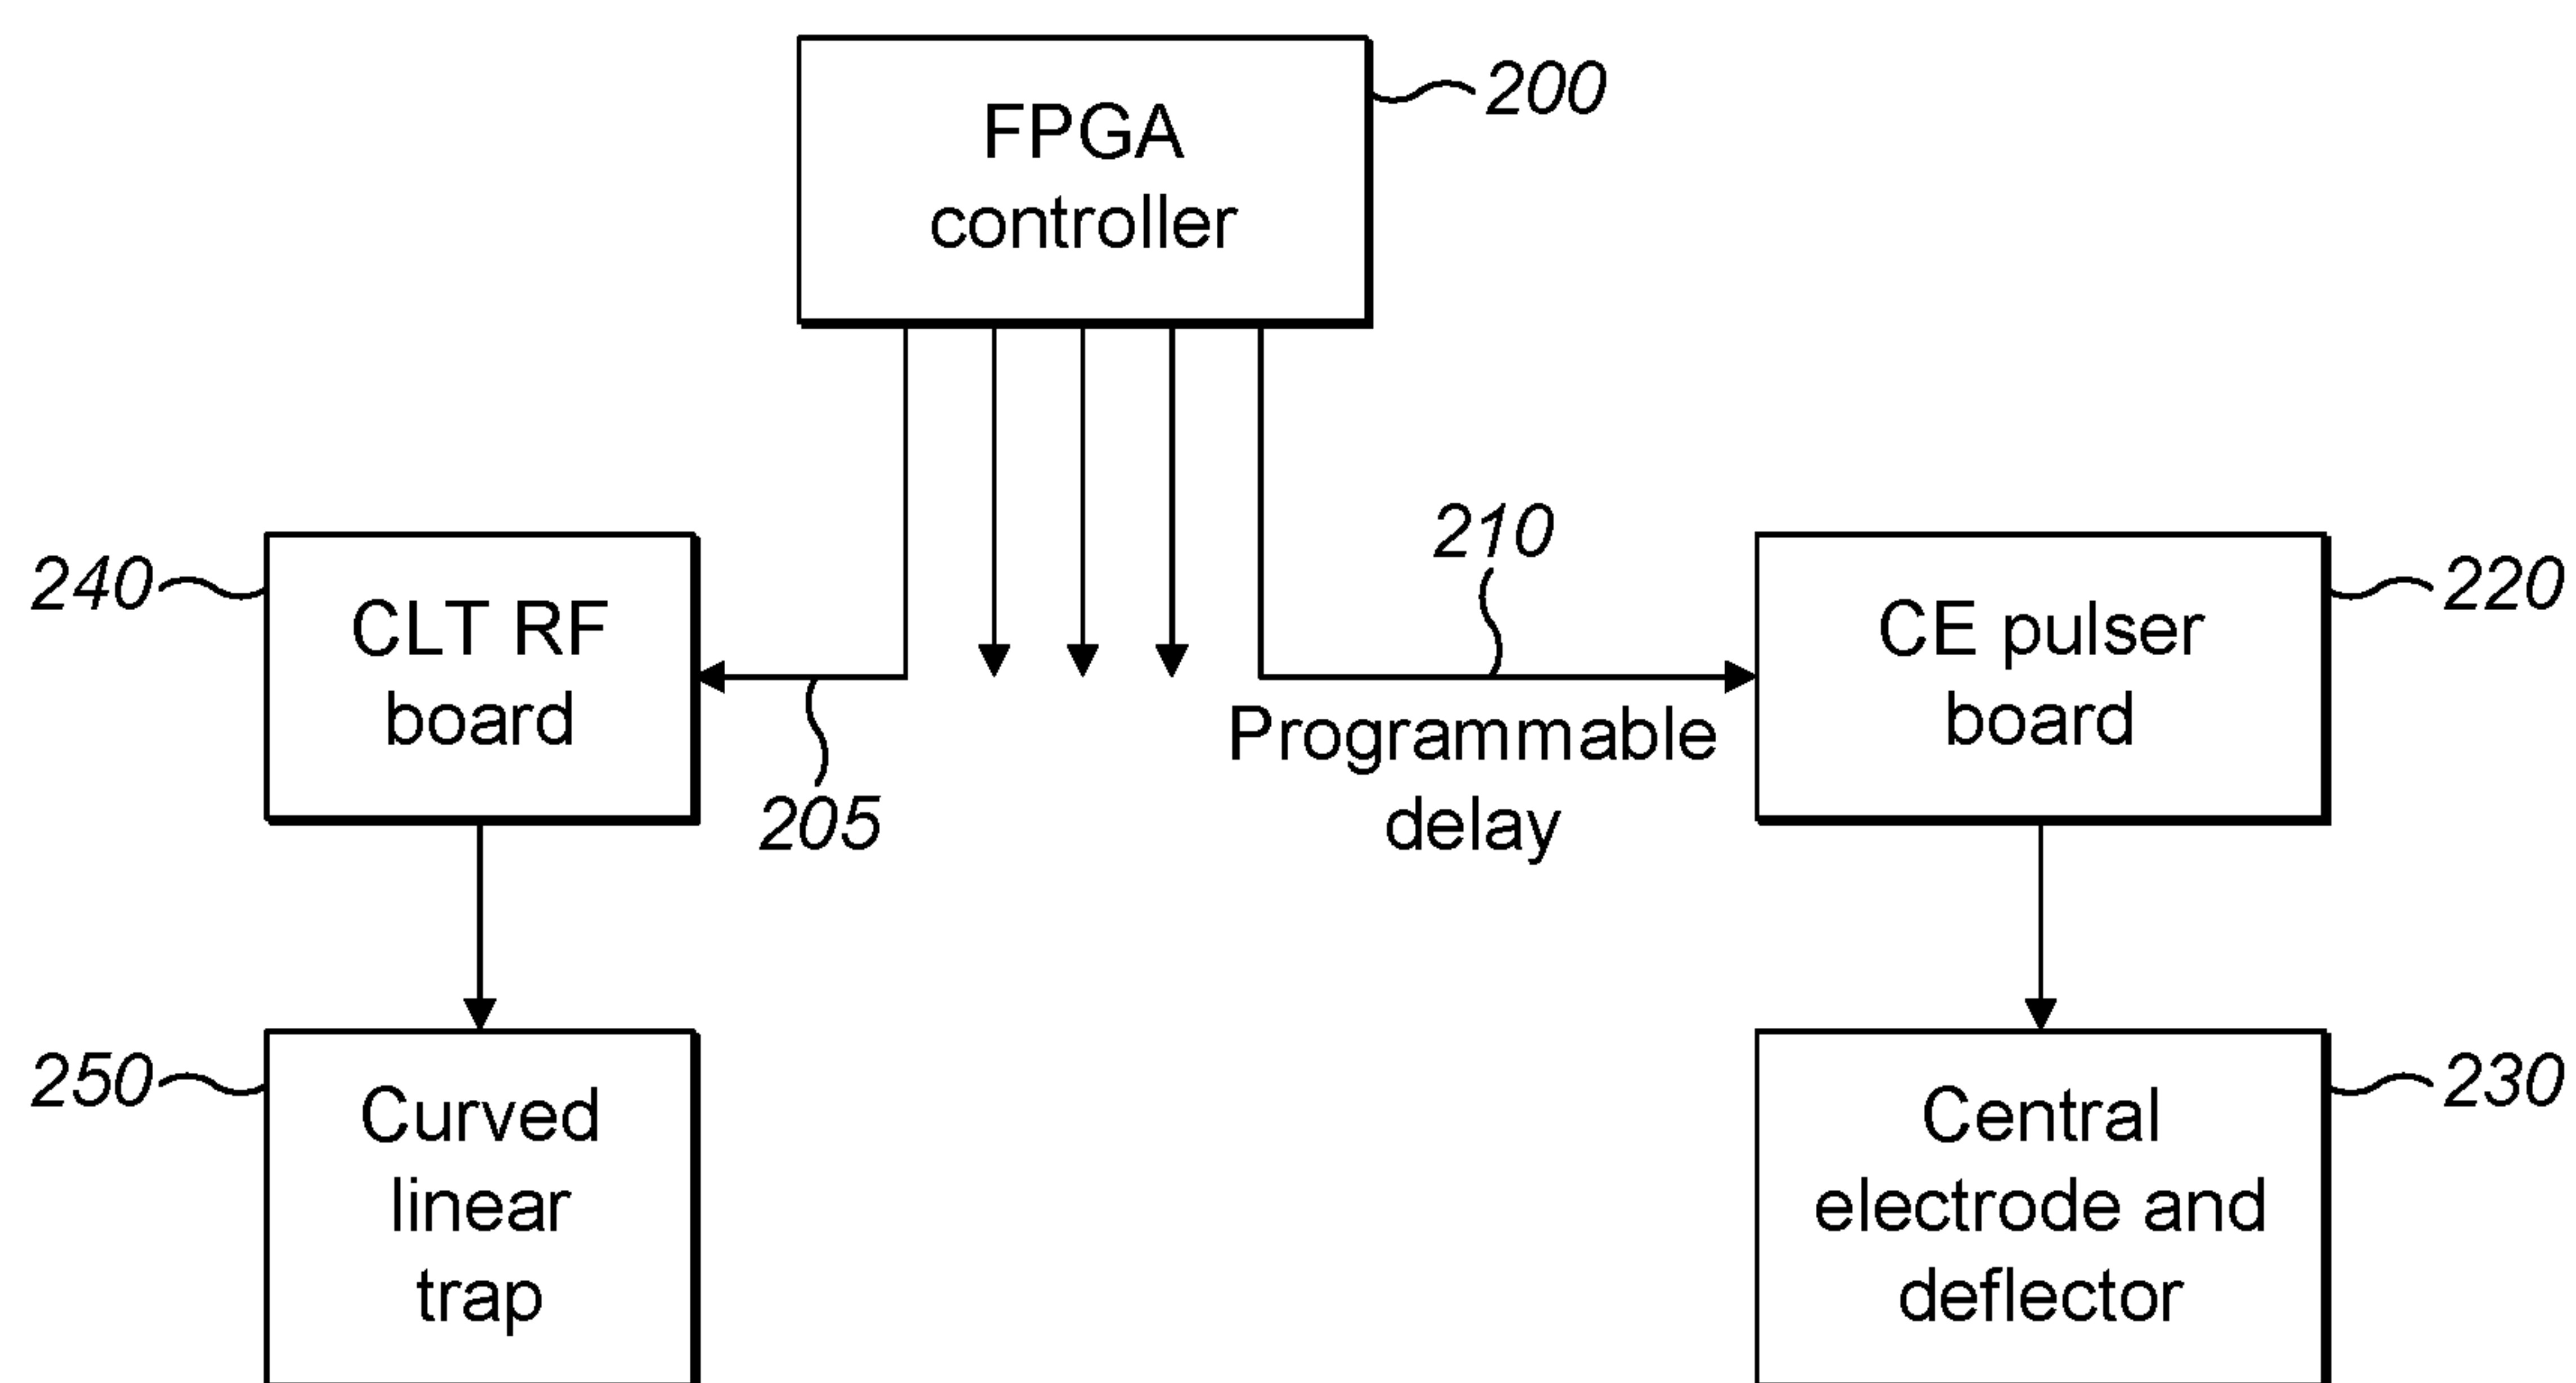 FPGA
controller
200
240
CLT RF
board
205
210
Programmable
delay
CE pulser
board
220
250
Curved
linear
trap
Central
electrode and
deflector
230